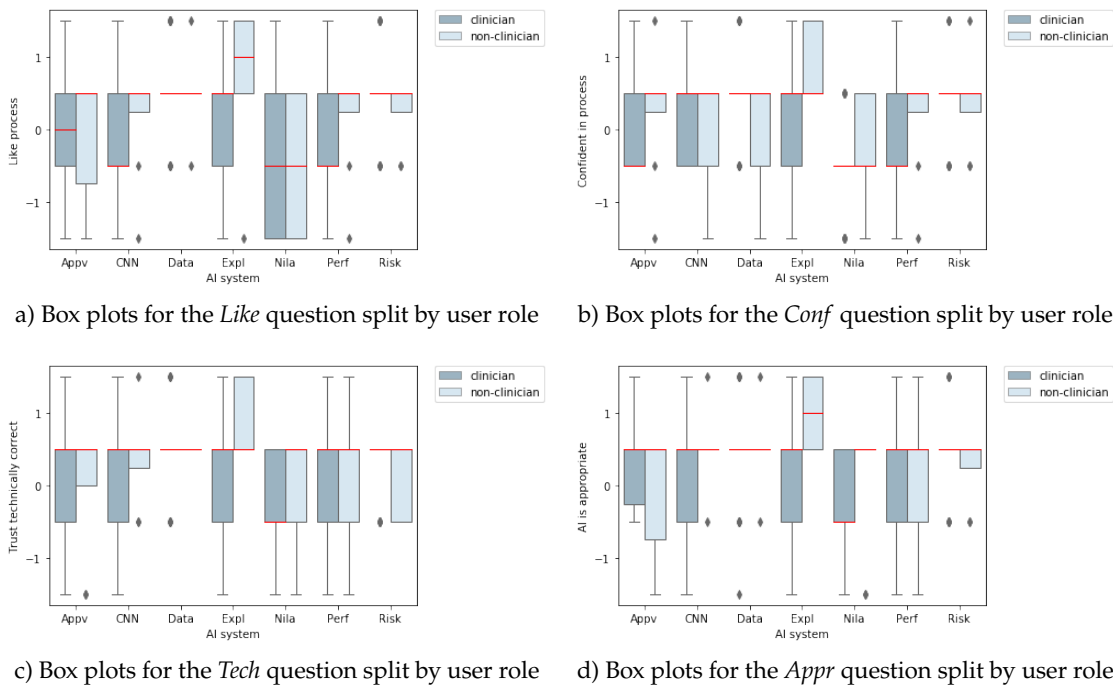 clinician
non-clinician
1
0
−1
Like process
Appv CNN Data Expl Nila Perf Risk
AI system
a) Box plots for the Like question split by user role
clinician
non-clinician
1
0
−1
Confident in process
Appv CNN Data Expl Nila Perf Risk
AI system
b) Box plots for the Conf question split by user role
clinician
non-clinician
1
0
−1
Trust technically correct
Appv CNN Data Expl Nila Perf Risk
AI system
c) Box plots for the Tech question split by user role
clinician
non-clinician
1
0
−1
AI is appropriate
Appv CNN Data Expl Nila Perf Risk
AI system
d) Box plots for the Appr question split by user role